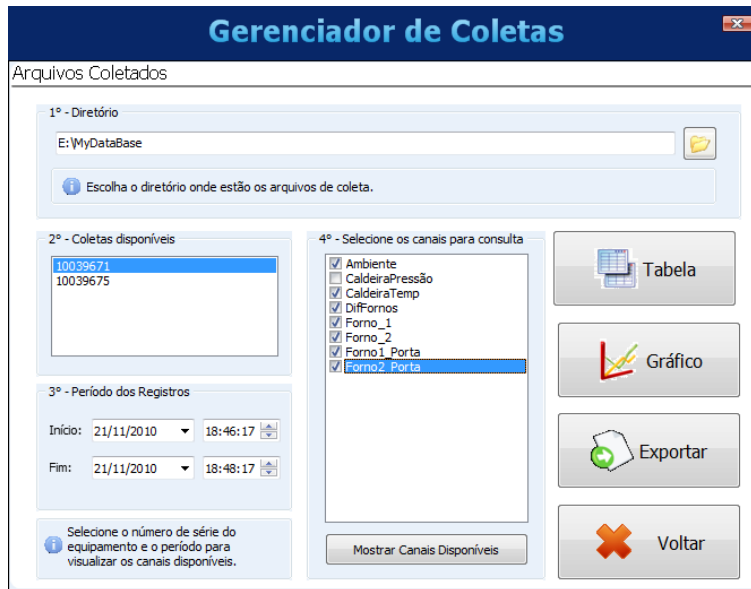 Gerenciador de Coletas
Arquivos Coletados
1º - Diretório
E:\MyDataBase
Escolha o diretório onde estão os arquivos de coleta.
2º - Coletas disponíveis
10039671
10039675
3º - Período dos Registros
Início: 21/11/2010 18:46:17
Fim: 21/11/2010 18:48:17
Selecione o número de série do
equipamento e o período para
visualizar os canais disponíveis.
4º - Selecione os canais para consulta
Ambiente
CaldeiraPressão
CaldeiraTemp
DifFornos
Forno_1
Forno_2
Forno1_Porta
Forno2_Porta
Mostrar Canais Disponíveis
Tabela
Gráfico
Exportar
Voltar